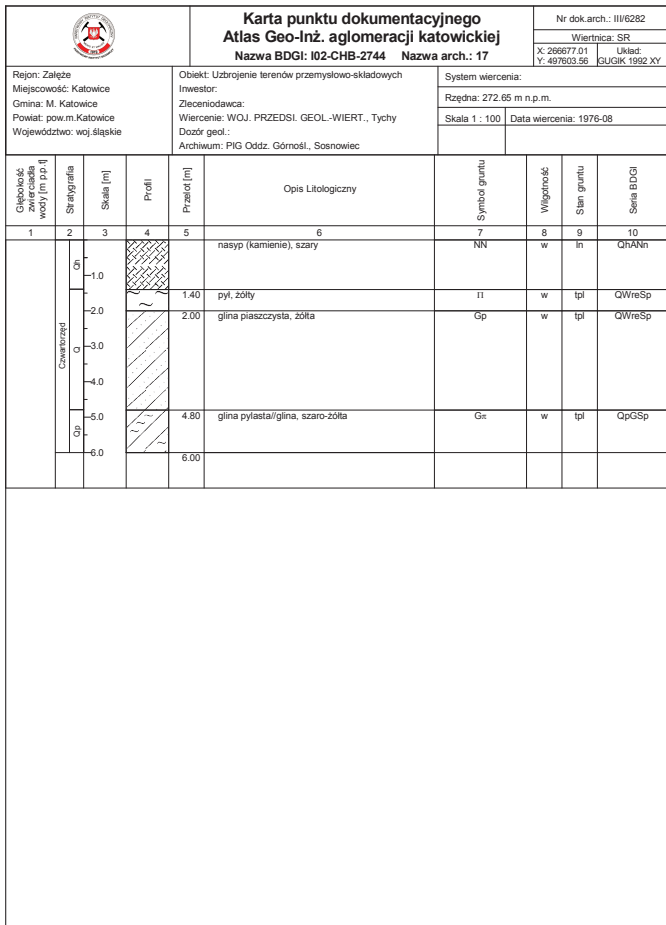 Karta punktu dokumentacyjnego
Atlas Geo-Inż. aglomeracji katowickiej
Nazwa BDGI: I02-CHB-2744 Nazwa arch.: 17
Nr dok.arch.: III/6282
Wiertnica: SR
X: 266677.01
Y: 497603.56
Układ:
GUGIK 1992 XY
Rejon: Załęże
Miejscowość: Katowice
Gmina: M. Katowice
Powiat: pow.m.Katowice
Województwo: woj.śląskie
Obiekt: Uzbrojenie terenów przemysłowo-składowych
Inwestor:
Zleceniodawca:
Wiercenie: WOJ. PRZEDSI. GEOL.-WIERT., Tychy
Dozór geol.:
Archiwum: PIG Oddz. Górnośl., Sosnowiec
System wiercenia:
Rzędna: 272.65 m n.p.m.
Skala 1 : 100 Data wiercenia: 1976-08
Głębokość
zwierciadła
wody [m p.p.t]
Stratygrafia
Skala [m]
Profil
Przelot [m]
Opis Litologiczny
Symbol gruntu
Wilgotność
Stan gruntu
Seria BDGI
1 2 3 4 5 6 7 8 9 10
nasyp (kamienie), szary NN w ln QhANn
Czwartorzęd
Qh
-1.0
1.40 pył, żółty Π w tpl QWreSp
-2.0
2.00 glina piaszczysta, żółta Gp w tpl QWreSp
Q
-3.0
-4.0
4.80 glina pylasta//glina, szaro-żółta Gπ w tpl QpGSp
-5.0
Qp
-6.0
6.00